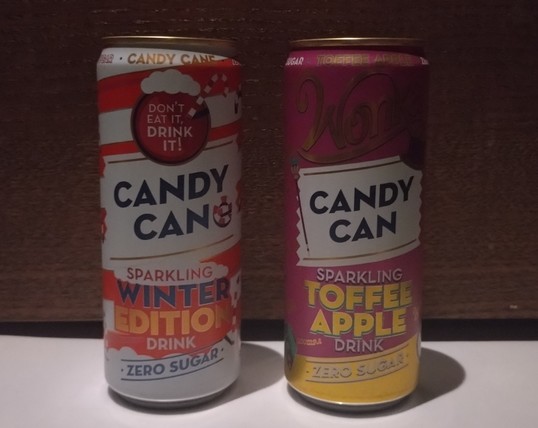 · CANDY CANE
DON'T
EAT IT,
DRINK
IT!
CANDY
CAN
SPARKLING
WINTER
EDITION
DRINK
· ZERO SUGAR ·
SUGAR
CANDY
CAN
SPARKLING
TOFFEE
APPLE
DRINK
· ZERO SUGAR ·